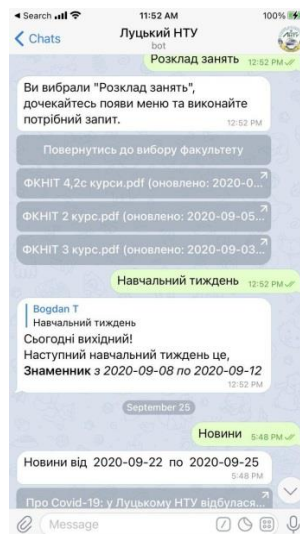 Search
11:52 AM
100%
Chats
Луцький НТУ
bot
Розклад занять 12:52 PM
Ви вибрали "Розклад занять",
дочекайтесь появи меню та виконайте
потрібний запит.
12:52 PM
Повернутись до вибору факультету
ФКНІТ 4,2с курси.pdf (оновлено: 2020-0...
ФКНІТ 2 курс.pdf (оновлено: 2020-09-05...
ФКНІТ 3 курс.pdf (оновлено: 2020-09-03...
Навчальний тиждень 12:52 PM
Bogdan T
Навчальний тиждень
Сьогодні вихідний!
Наступний навчальний тиждень це,
Знаменник з 2020-09-08 по 2020-09-12
12:52 PM
September 25
Новини 5:48 PM
Новини від 2020-09-22 по 2020-09-25
5:48 PM
Про Covid-19: у Луцькому НТУ відбулася...
Message